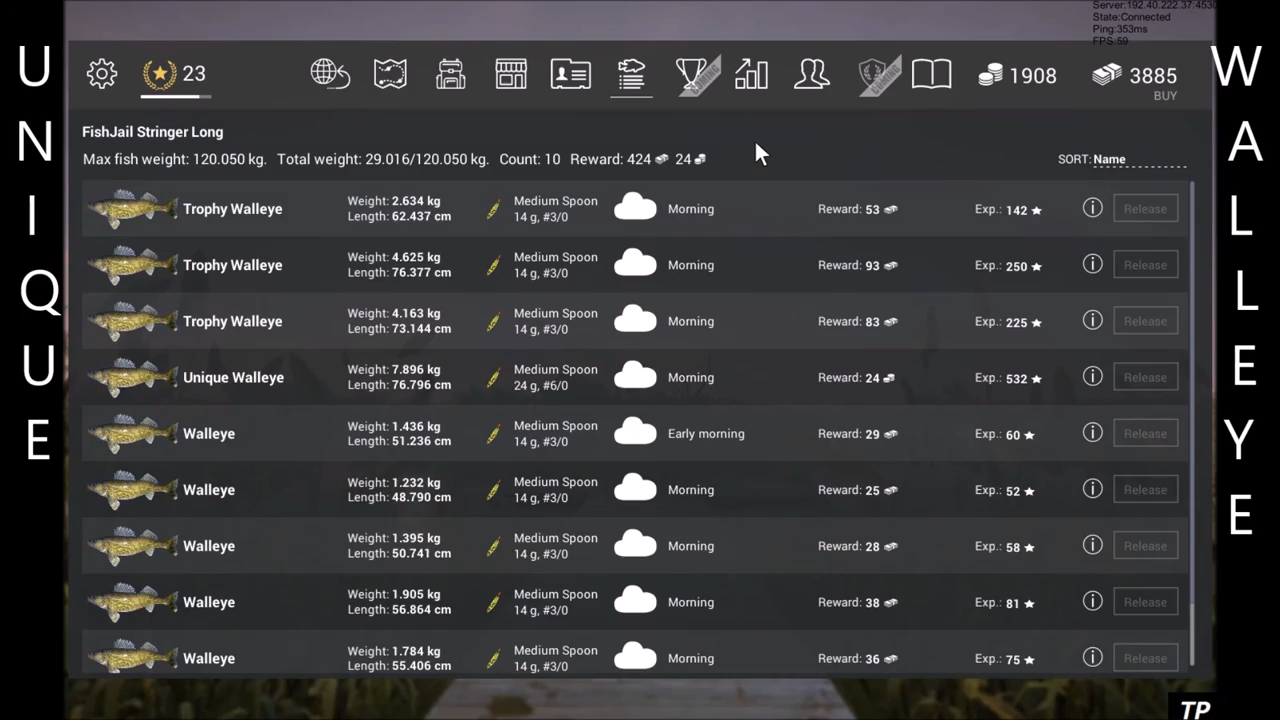 Server:192.40.222.37:4530
State:Connected
Ping:353ms
FPS:59
UNIQUE
WALLEYE
23
1908
3885
BUY
FishJail Stringer Long
Max fish weight: 120.050 kg. Total weight: 29.016/120.050 kg. Count: 10 Reward: 424 24
SORT: Name
Trophy Walleye Weight: 2.634 kg Medium Spoon Morning Reward: 53 Exp.: 142 Release
Length: 62.437 cm 14 g, #3/0
Trophy Walleye Weight: 4.625 kg Medium Spoon Morning Reward: 93 Exp.: 250 Release
Length: 76.377 cm 14 g, #3/0
Trophy Walleye Weight: 4.163 kg Medium Spoon Morning Reward: 83 Exp.: 225 Release
Length: 73.144 cm 14 g, #3/0
Unique Walleye Weight: 7.896 kg Medium Spoon Morning Reward: 24 Exp.: 532 Release
Length: 76.796 cm 24 g, #6/0
Walleye Weight: 1.436 kg Medium Spoon Early morning Reward: 29 Exp.: 60 Release
Length: 51.236 cm 14 g, #3/0
Walleye Weight: 1.232 kg Medium Spoon Morning Reward: 25 Exp.: 52 Release
Length: 48.790 cm 14 g, #3/0
Walleye Weight: 1.395 kg Medium Spoon Morning Reward: 28 Exp.: 58 Release
Length: 50.741 cm 14 g, #3/0
Walleye Weight: 1.905 kg Medium Spoon Morning Reward: 38 Exp.: 81 Release
Length: 56.864 cm 14 g, #3/0
Walleye Weight: 1.784 kg Medium Spoon Morning Reward: 36 Exp.: 75 Release
Length: 55.406 cm 14 g, #3/0
TP